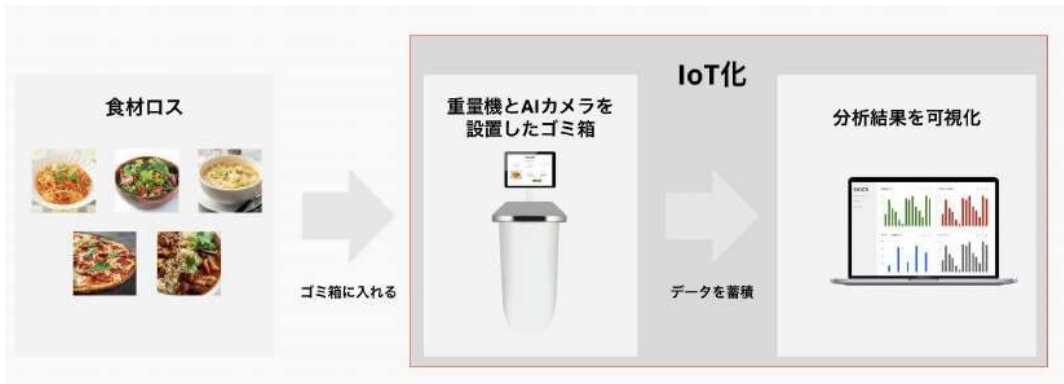 食材ロス
ゴミ箱に入れる
IoT化
重量機とAIカメラを
設置したゴミ箱
データを蓄積
分析結果を可視化